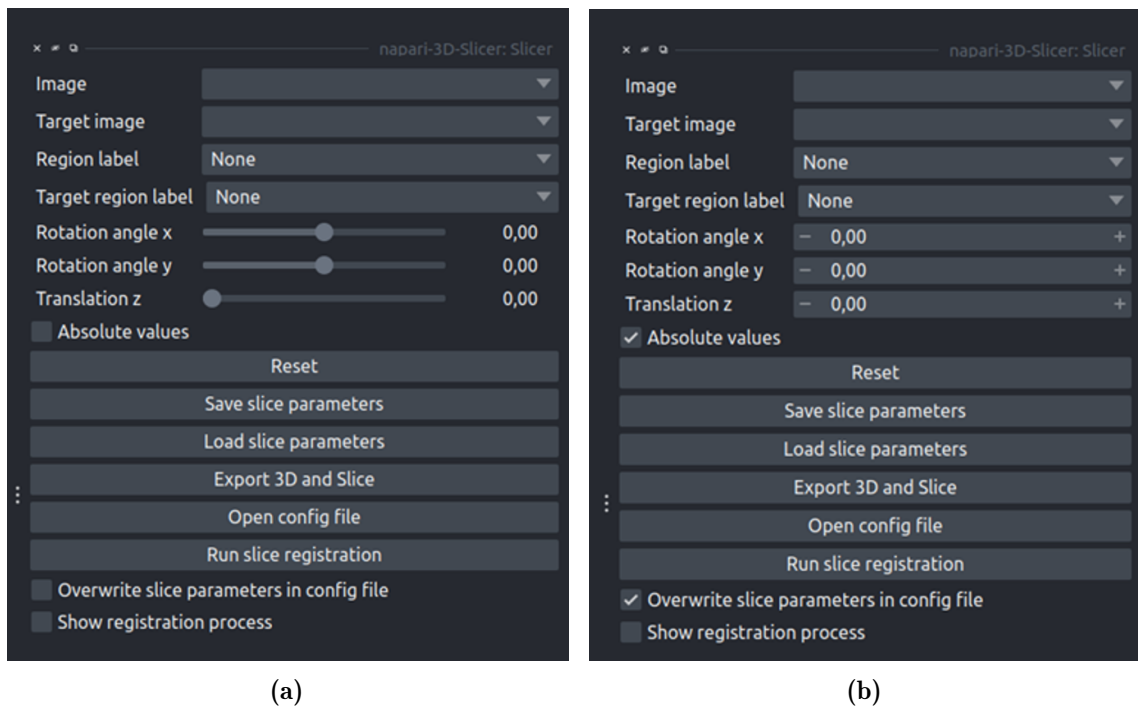 napari-3D-Slicer: Slicer
Image
Target image
Region label None
Target region label None
Rotation angle x 0,00
Rotation angle y 0,00
Translation z 0,00
Absolute values
Reset
Save slice parameters
Load slice parameters
Export 3D and Slice
Open config file
Run slice registration
Overwrite slice parameters in config file
Show registration process
(a)
napari-3D-Slicer: Slicer
Image
Target image
Region label None
Target region label None
Rotation angle x − 0,00 +
Rotation angle y − 0,00 +
Translation z − 0,00 +
Absolute values
Reset
Save slice parameters
Load slice parameters
Export 3D and Slice
Open config file
Run slice registration
Overwrite slice parameters in config file
Show registration process
(b)